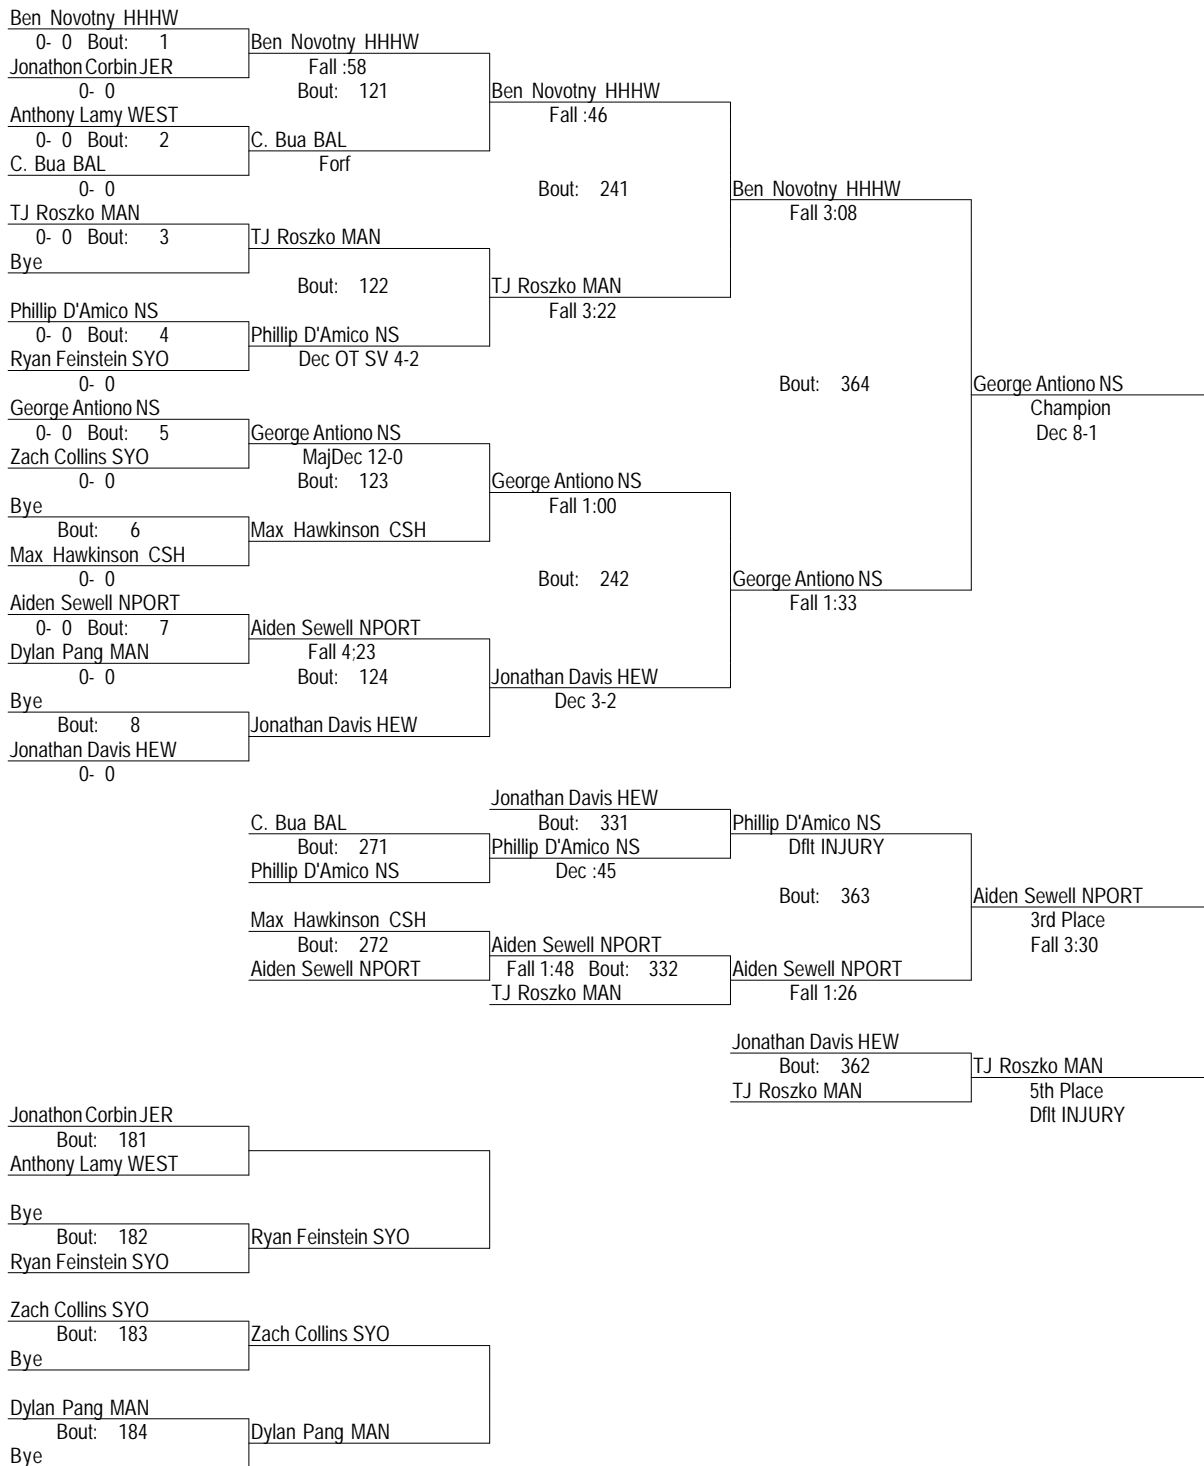 Ben Novotny HHHW
0- 0 Bout: 1
Jonathon Corbin JER
0- 0
Anthony Lamy WEST
0- 0 Bout: 2
C. Bua BAL
0- 0
TJ Roszko MAN
0- 0 Bout: 3
Bye
Phillip D'Amico NS
0- 0 Bout: 4
Ryan Feinstein SYO
0- 0
George Antiono NS
0- 0 Bout: 5
Zach Collins SYO
0- 0
Bye
Bout: 6
Max Hawkinson CSH
0- 0
Aiden Sewell NPORT
0- 0 Bout: 7
Dylan Pang MAN
0- 0
Bye
Bout: 8
Jonathan Davis HEW
0- 0
Ben Novotny HHHW
Fall :58
Bout: 121
C. Bua BAL
Forf
TJ Roszko MAN
Bout: 122
Phillip D'Amico NS
Dec OT SV 4-2
George Antiono NS
MajDec 12-0
Bout: 123
Max Hawkinson CSH
Aiden Sewell NPORT
Fall 4;23
Bout: 124
Jonathan Davis HEW
Ben Novotny HHHW
Fall :46
Bout: 241
TJ Roszko MAN
Fall 3:22
George Antiono NS
Fall 1:00
Bout: 242
Jonathan Davis HEW
Dec 3-2
Ben Novotny HHHW
Fall 3:08
Bout: 364
George Antiono NS
Fall 1:33
George Antiono NS
Champion
Dec 8-1
C. Bua BAL
Bout: 271
Phillip D'Amico NS
Max Hawkinson CSH
Bout: 272
Aiden Sewell NPORT
Jonathan Davis HEW
Bout: 331
Phillip D'Amico NS
Dec :45
Aiden Sewell NPORT
Fall 1:48 Bout: 332
TJ Roszko MAN
Phillip D'Amico NS
Dflt INJURY
Bout: 363
Aiden Sewell NPORT
Fall 1:26
Aiden Sewell NPORT
3rd Place
Fall 3:30
Jonathan Davis HEW
Bout: 362
TJ Roszko MAN
TJ Roszko MAN
5th Place
Dflt INJURY
Jonathon Corbin JER
Bout: 181
Anthony Lamy WEST
Bye
Bout: 182
Ryan Feinstein SYO
Ryan Feinstein SYO
Zach Collins SYO
Bout: 183
Bye
Zach Collins SYO
Dylan Pang MAN
Bout: 184
Bye
Dylan Pang MAN